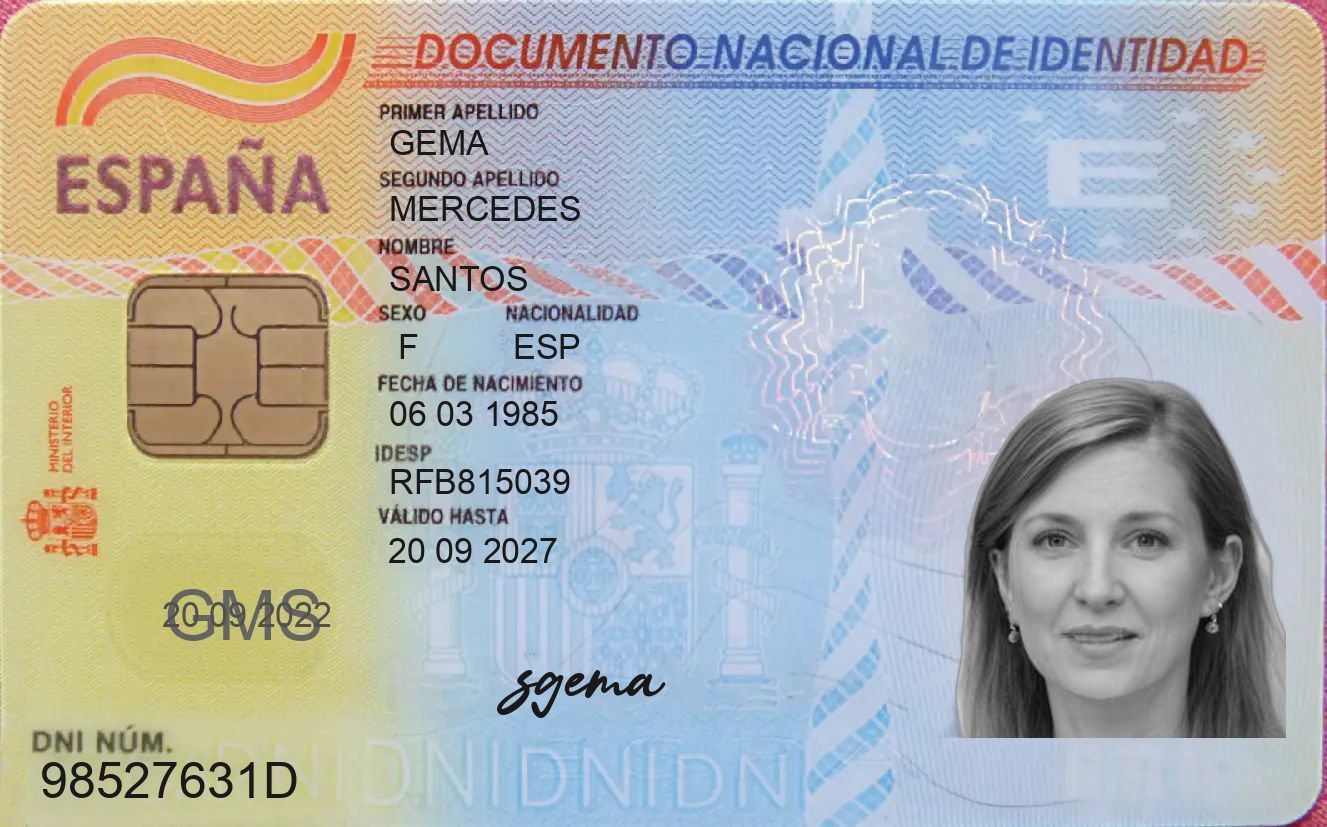 DOCUMENTO NACIONAL DE IDENTIDAD
ESPAÑA
PRIMER APELLIDO
GEMA
SEGUNDO APELLIDO
MERCEDES
NOMBRE
SANTOS
SEXO NACIONALIDAD
F ESP
FECHA DE NACIMIENTO
06 03 1985
IDESP
RFB815039
VÁLIDO HASTA
20 09 2027
MINISTERIO
DEL INTERIOR
E
GMS
20 09 2022
sgema
DNI NÚM.
98527631D
DNIDNIDNIDNI